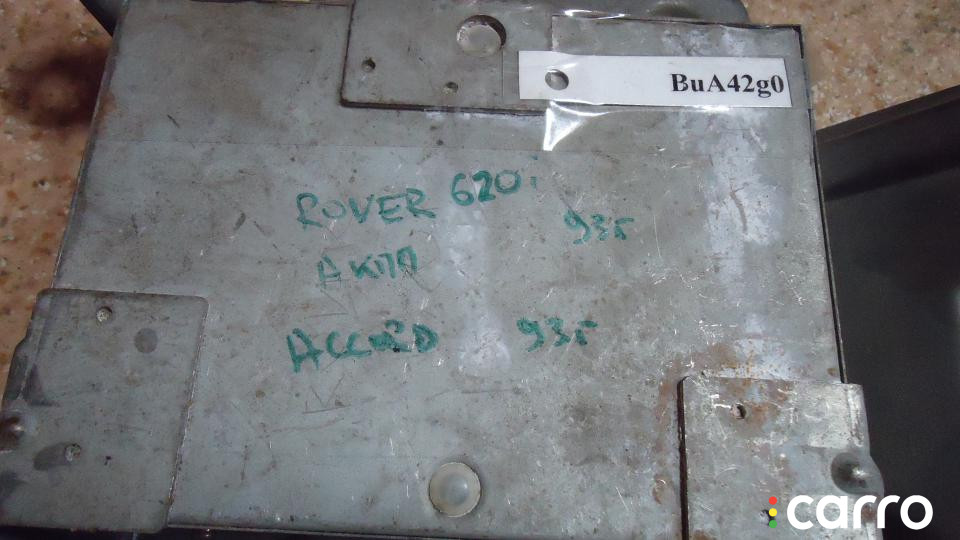 BuA42g0
ROVER 620i
93г
АКПП
ACCORD 93г
carro